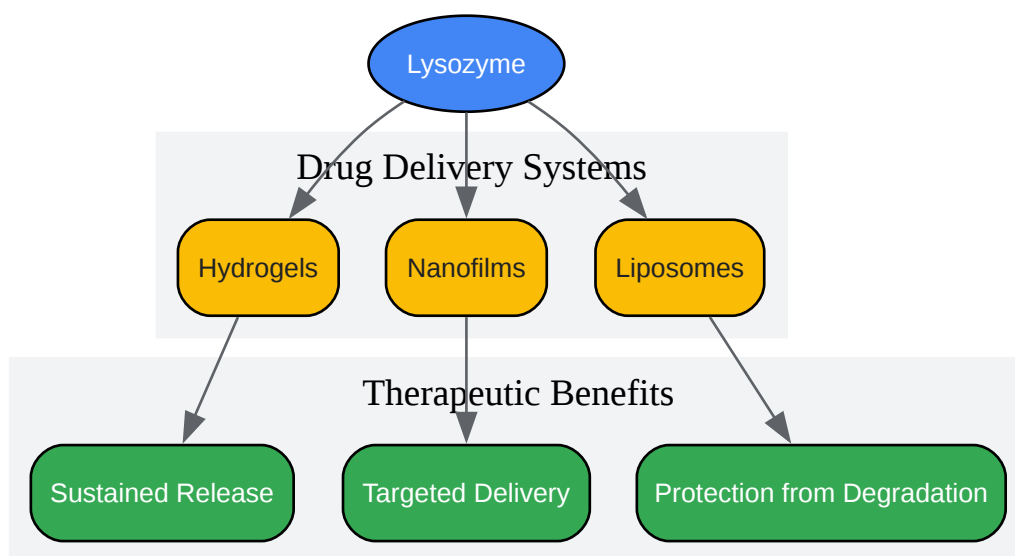 Lysozyme
Drug Delivery Systems
Hydrogels
Nanofilms
Liposomes
Therapeutic Benefits
Sustained Release
Targeted Delivery
Protection from Degradation